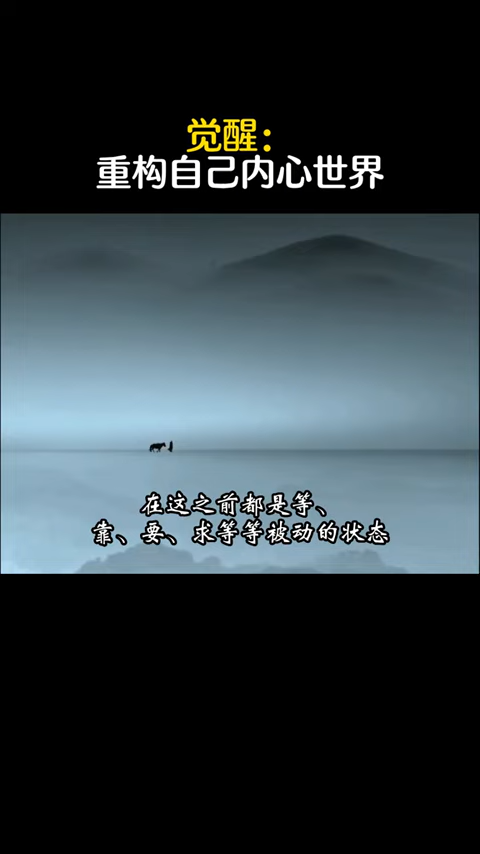 觉醒：
重构自己内心世界
在这之前都是等、
靠、要、求等等被动的状态